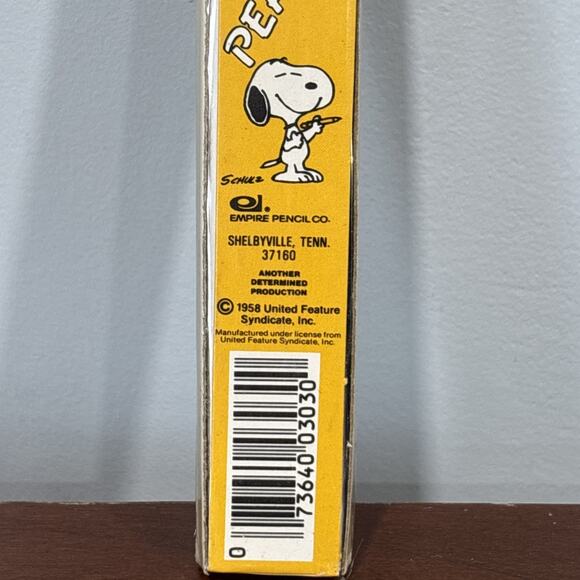 PEA
SCHULZ
®
EMPIRE PENCIL CO.
SHELBYVILLE, TENN.
37160
ANOTHER
DETERMINED
PRODUCTION
© 1958 United Feature
Syndicate, Inc.
Manufactured under license from
United Feature Syndicate, Inc.
0 73640 03030